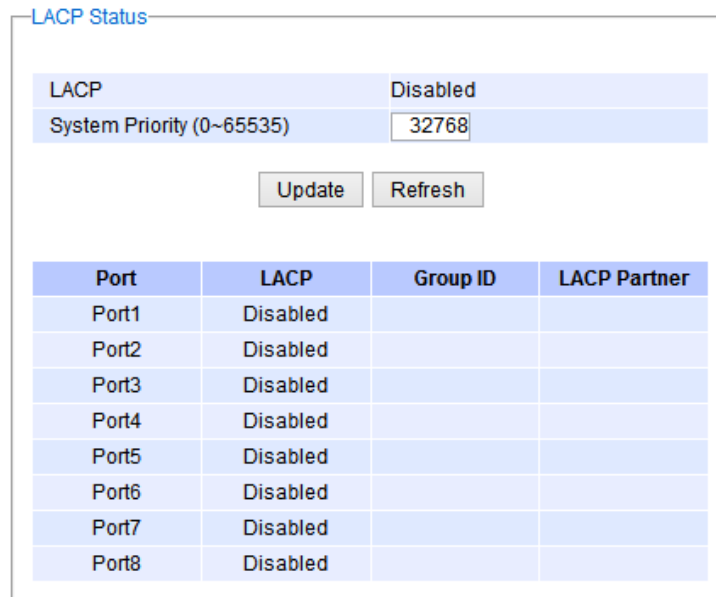 LACP Status
LACP Disabled
System Priority (0~65535) 32768
Update Refresh
Port LACP Group ID LACP Partner
Port1 Disabled
Port2 Disabled
Port3 Disabled
Port4 Disabled
Port5 Disabled
Port6 Disabled
Port7 Disabled
Port8 Disabled